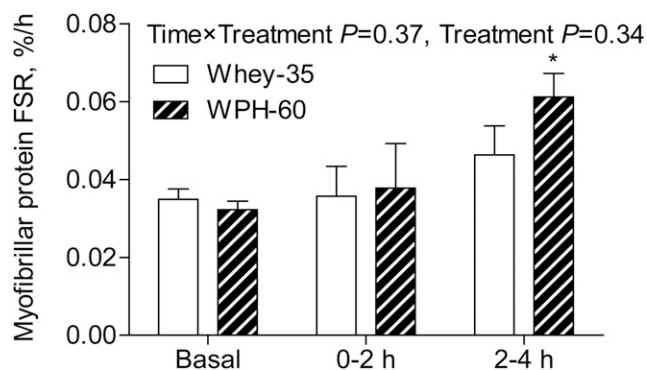 Myofibrillar protein FSR, %/h
0.08
0.06
0.04
0.02
0.00
Time×Treatment P=0.37, Treatment P=0.34
Whey-35
WPH-60
*
Basal
0-2 h
2-4 h